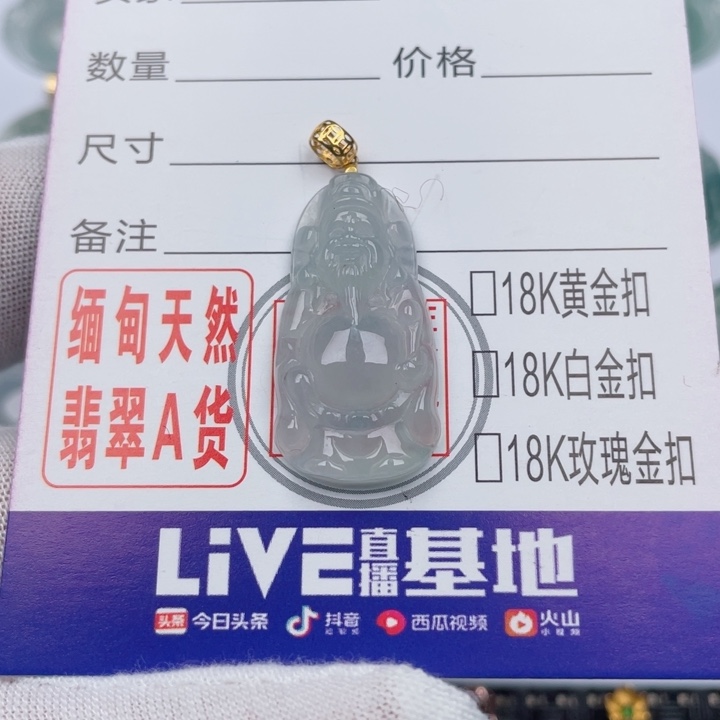 数量 价格
尺寸
备注
缅甸天然
翡翠A货
□18K黄金扣
□18K白金扣
□18K玫瑰金扣
LiVE直播基地
头条 今日头条 抖音 西瓜视频 火山
小视频